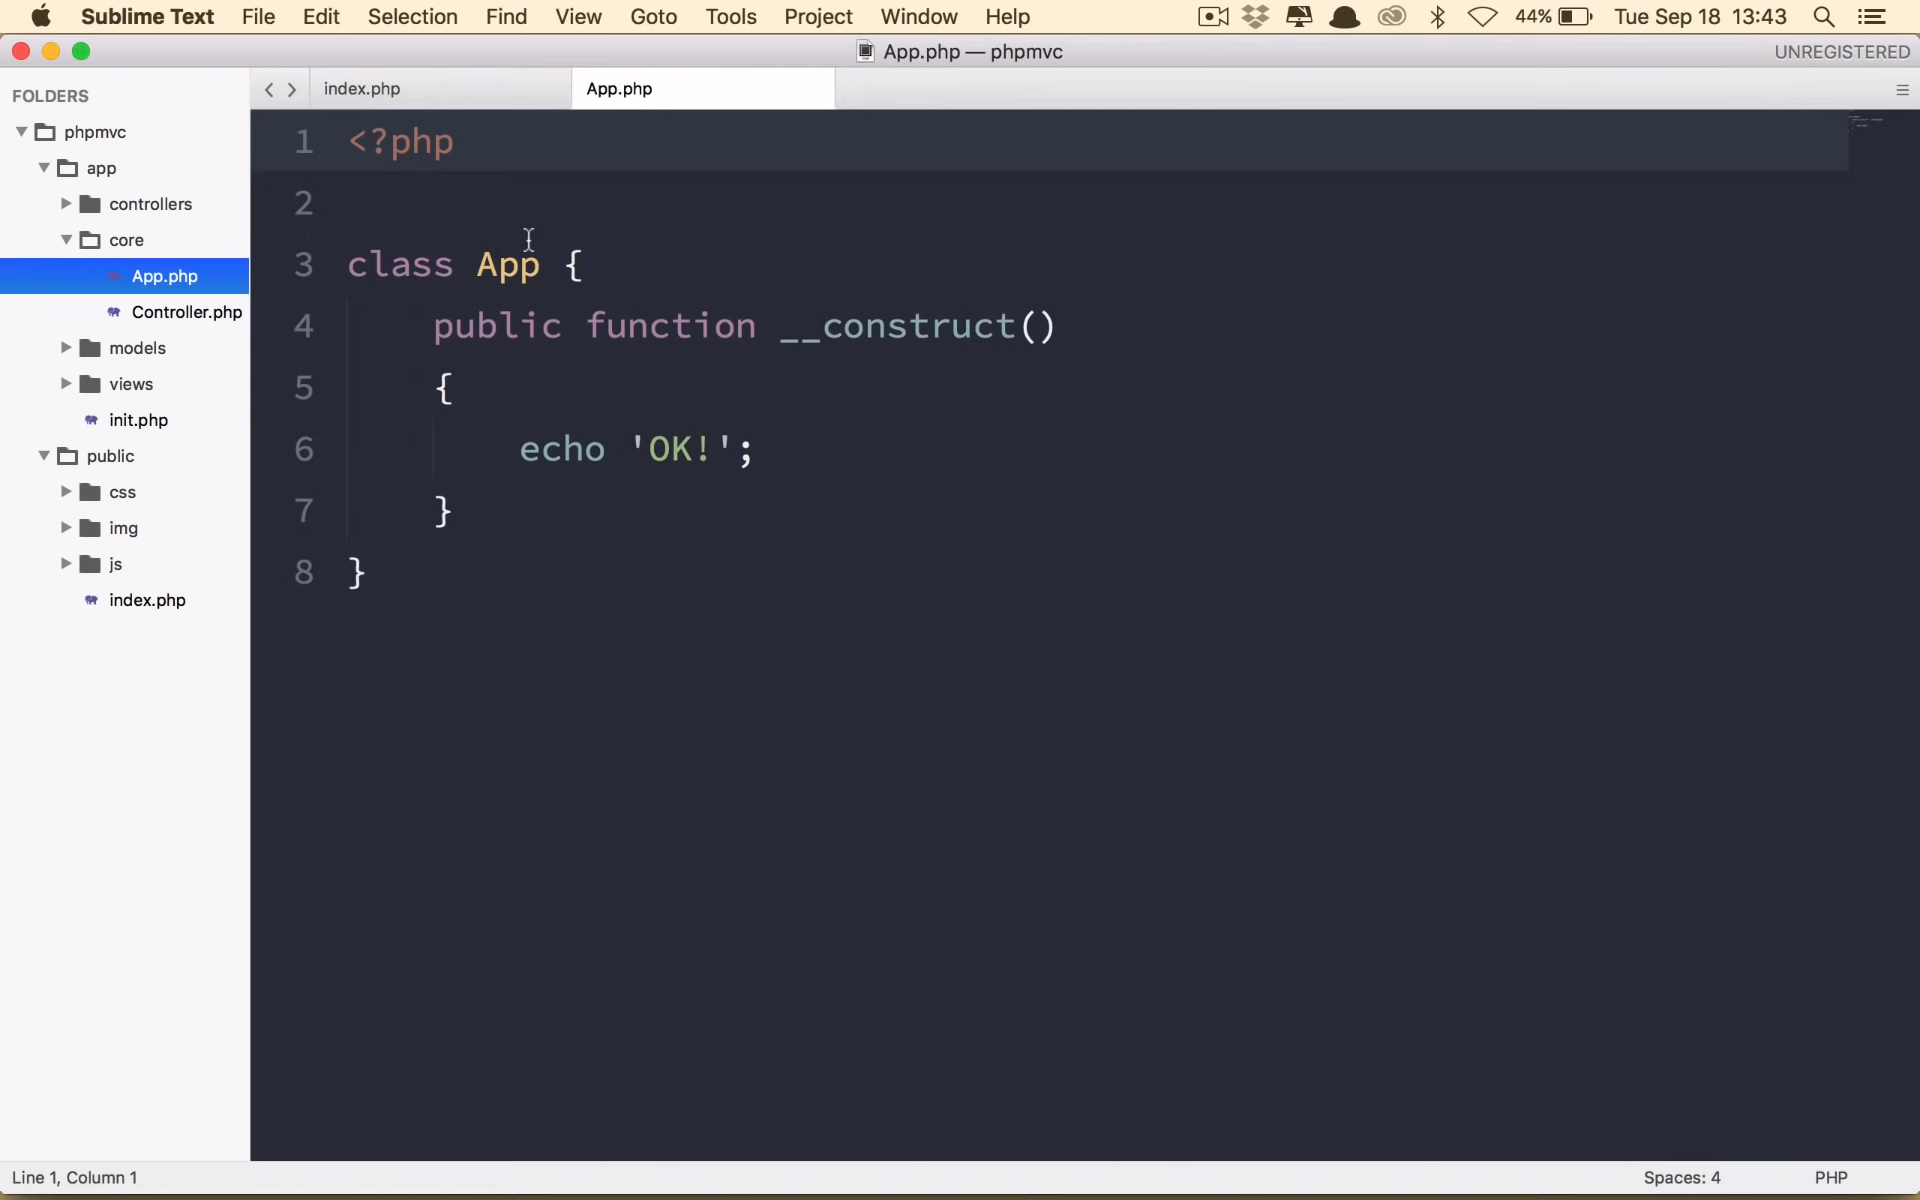 Sublime Text File Edit Selection Find View Goto Tools Project Window Help 44% Tue Sep 18 13:43
App.php — phpmvc UNREGISTERED
FOLDERS
phpmvc
app
controllers
core
App.php
Controller.php
models
views
init.php
public
css
img
js
index.php
index.php App.php
1 <?php
2
3 class App {
4 public function __construct()
5 {
6 echo 'OK!';
7 }
8 }
Line 1, Column 1 Spaces: 4 PHP